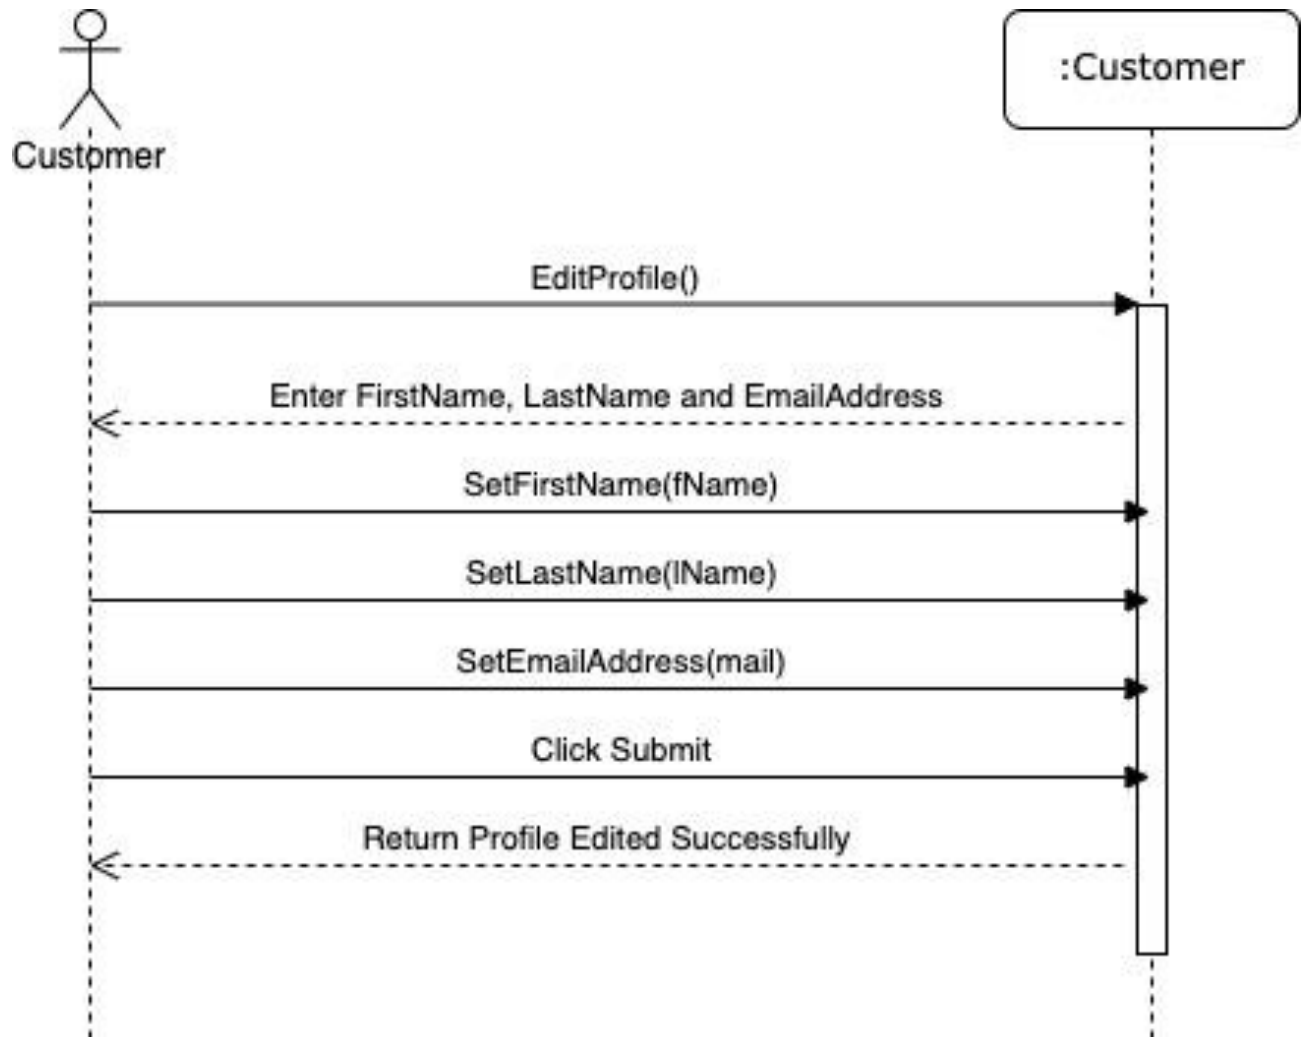 :Customer
Customer
EditProfile()
Enter FirstName, LastName and EmailAddress
SetFirstName(fName)
SetLastName(lName)
SetEmailAddress(mail)
Click Submit
Return Profile Edited Successfully